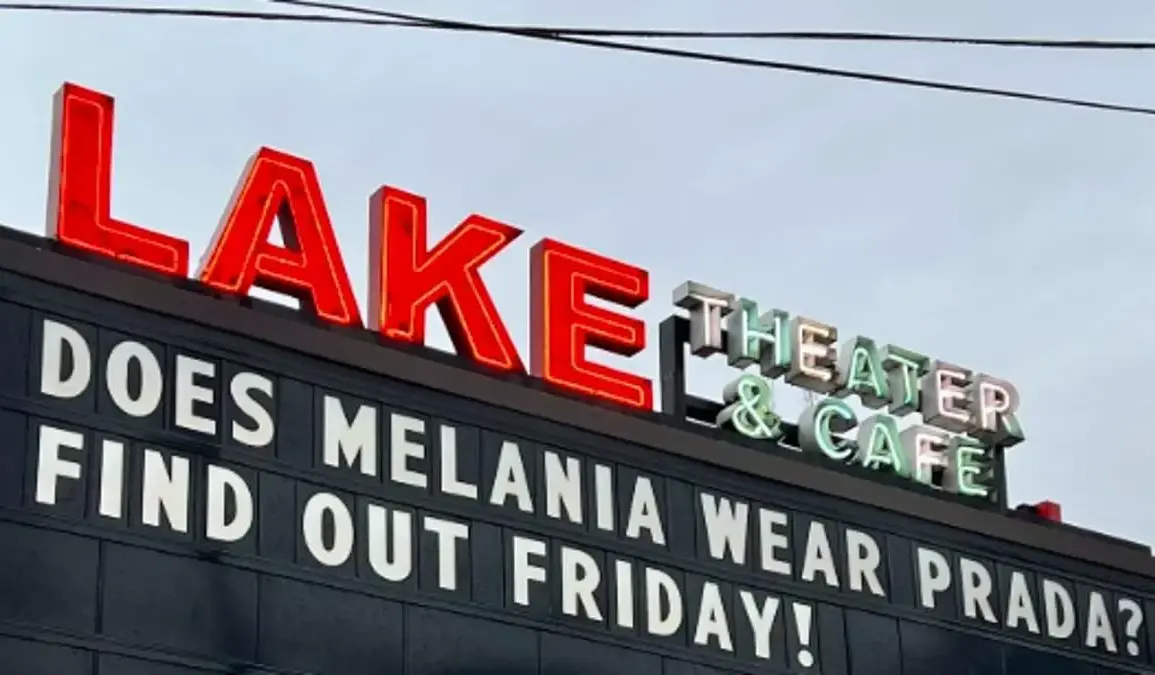 LAKE
THEATER
& CAFE
DOES MELANIA WEAR PRADA?
FIND OUT FRIDAY!